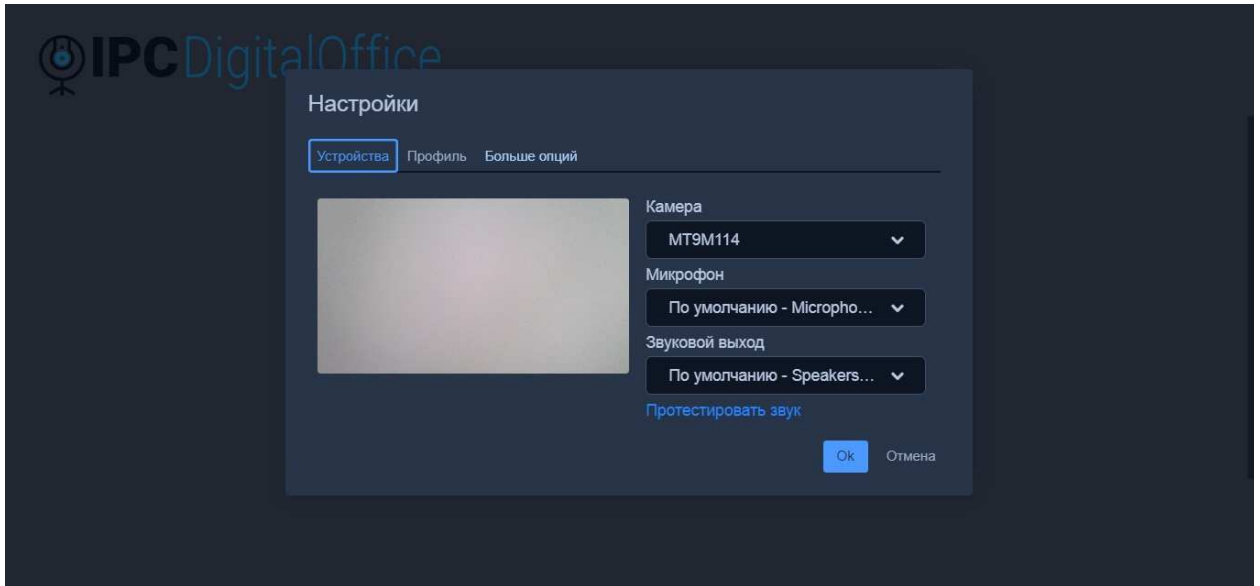 IPCDigitalOffice
Настройки
Устройства Профиль Больше опций
Камера
MT9M114
Микрофон
По умолчанию - Micropho...
Звуковой выход
По умолчанию - Speakers...
Протестировать звук
Ok Отмена